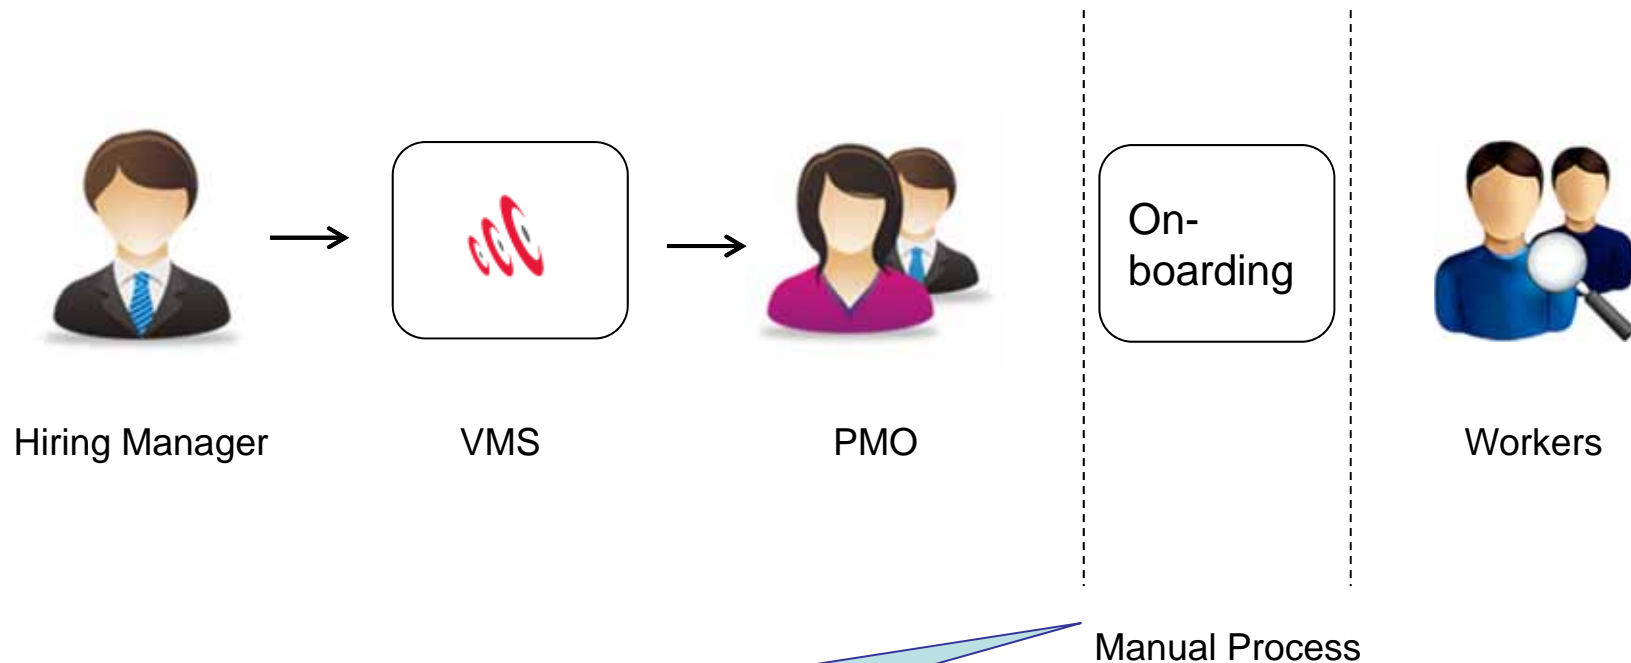 On-
boarding
Hiring Manager
VMS
PMO
Workers
Manual Process